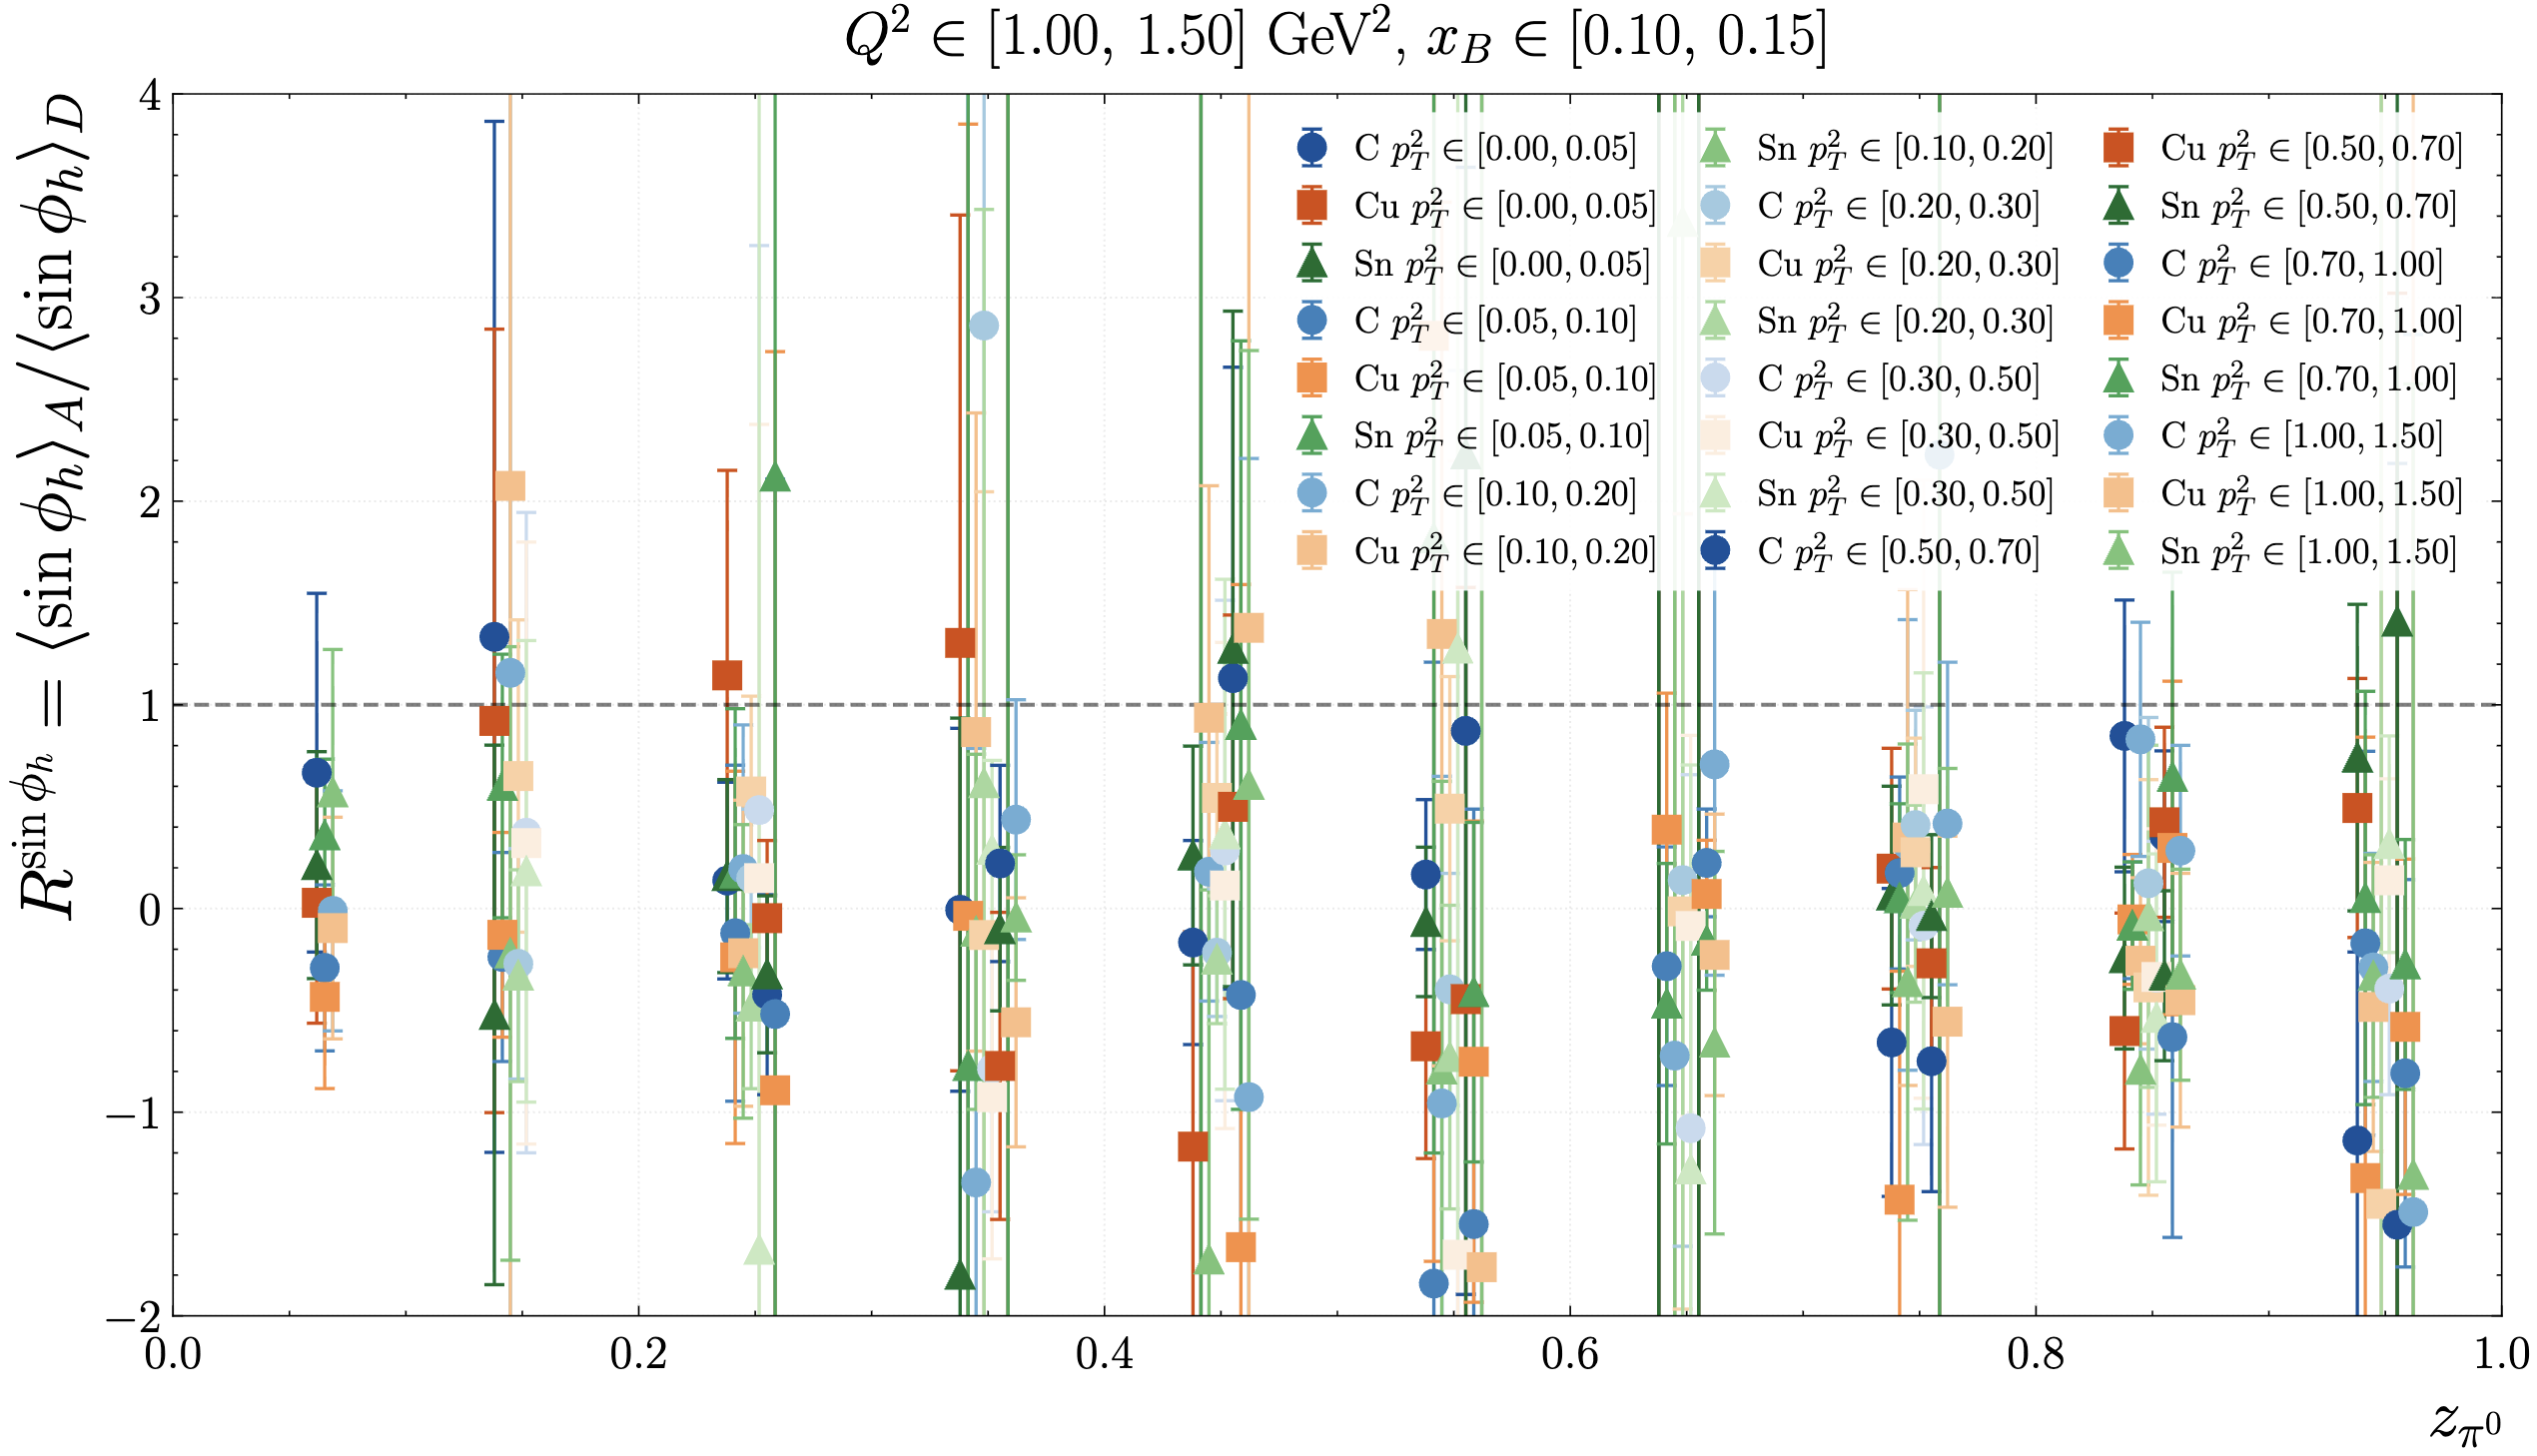 Q² ∈ [1.00, 1.50] GeV², x_B ∈ [0.10, 0.15]
R^{sin ϕ_h} = ⟨sin ϕ_h⟩_A/⟨sin ϕ_h⟩_D
4
3
2
1
0
−1
−2
0.0 0.2 0.4 0.6 0.8 1.0
z_{π⁰}
C p_T² ∈ [0.00, 0.05]
Cu p_T² ∈ [0.00, 0.05]
Sn p_T² ∈ [0.00, 0.05]
C p_T² ∈ [0.05, 0.10]
Cu p_T² ∈ [0.05, 0.10]
Sn p_T² ∈ [0.05, 0.10]
C p_T² ∈ [0.10, 0.20]
Cu p_T² ∈ [0.10, 0.20]
Sn p_T² ∈ [0.10, 0.20]
C p_T² ∈ [0.20, 0.30]
Cu p_T² ∈ [0.20, 0.30]
Sn p_T² ∈ [0.20, 0.30]
C p_T² ∈ [0.30, 0.50]
Cu p_T² ∈ [0.30, 0.50]
Sn p_T² ∈ [0.30, 0.50]
C p_T² ∈ [0.50, 0.70]
Cu p_T² ∈ [0.50, 0.70]
Sn p_T² ∈ [0.50, 0.70]
C p_T² ∈ [0.70, 1.00]
Cu p_T² ∈ [0.70, 1.00]
Sn p_T² ∈ [0.70, 1.00]
C p_T² ∈ [1.00, 1.50]
Cu p_T² ∈ [1.00, 1.50]
Sn p_T² ∈ [1.00, 1.50]